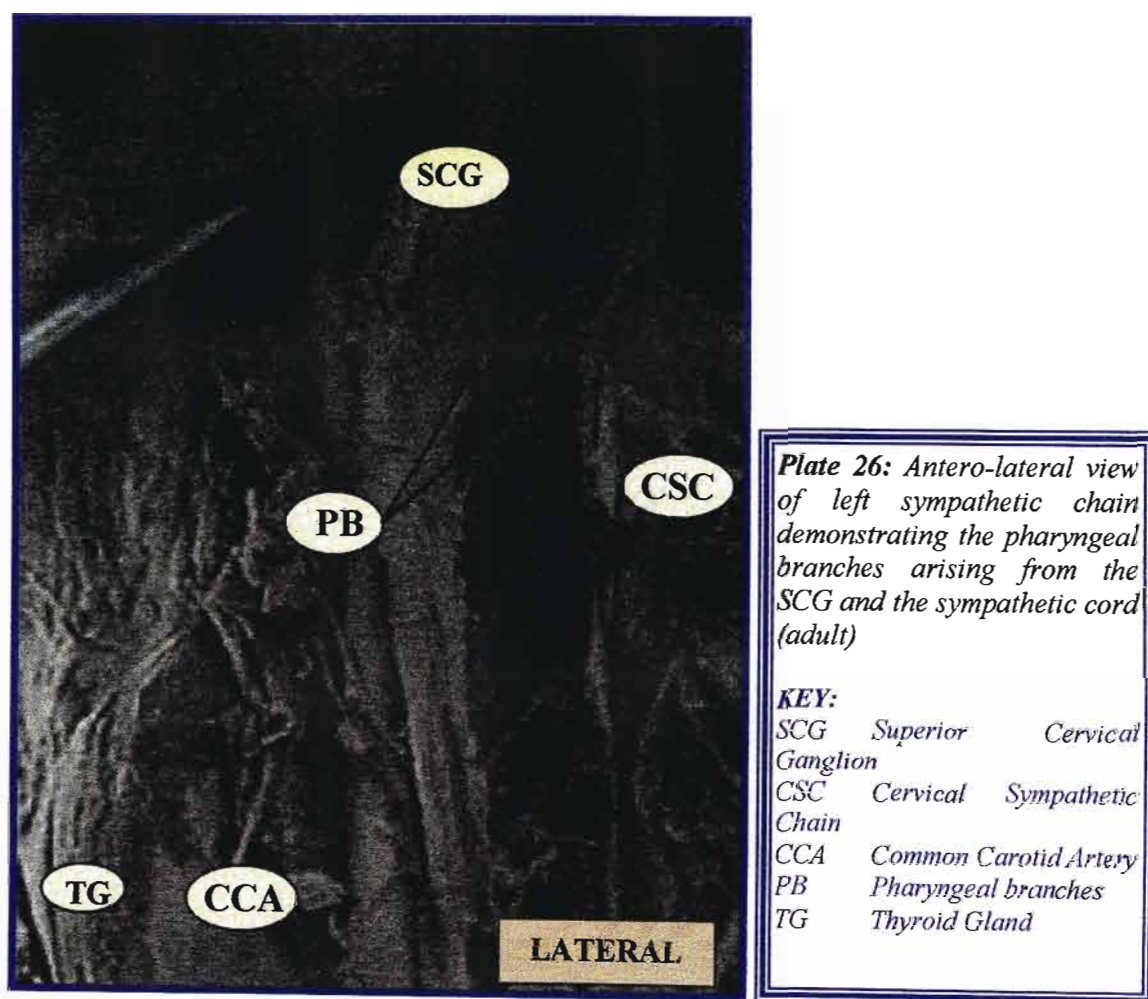 SCG
CSC
PB
TG
CCA
LATERAL
Plate 26: Antero-lateral view
of left sympathetic chain
demonstrating the pharyngeal
branches arising from the
SCG and the sympathetic cord
(adult)
KEY:
SCG Superior Cervical
Ganglion
CSC Cervical Sympathetic
Chain
CCA Common Carotid Artery
PB Pharyngeal branches
TG Thyroid Gland